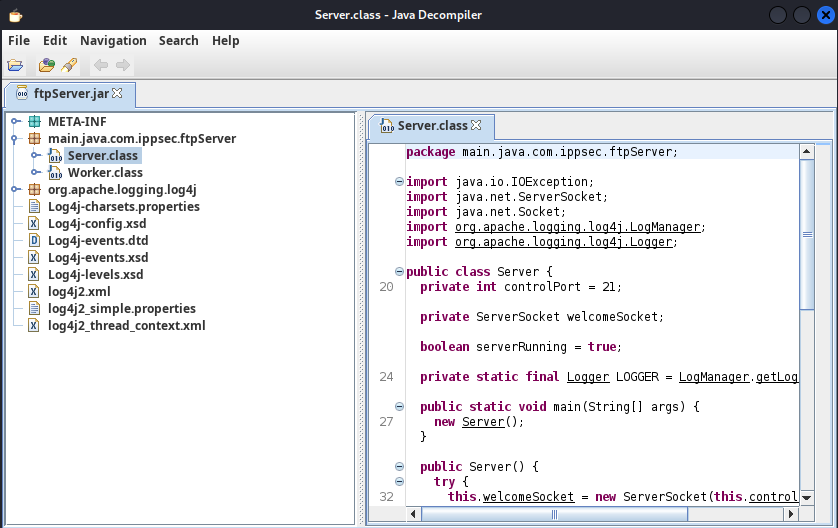 Server.class - Java Decompiler
File Edit Navigation Search Help
ftpServer.jar
META-INF
main.java.com.ippsec.ftpServer
Server.class
Worker.class
org.apache.logging.log4j
Log4j-charsets.properties
Log4j-config.xsd
Log4j-events.dtd
Log4j-events.xsd
Log4j-levels.xsd
log4j2.xml
log4j2_simple.properties
log4j2_thread_context.xml
Server.class
package main.java.com.ippsec.ftpServer;
import java.io.IOException;
import java.net.ServerSocket;
import java.net.Socket;
import org.apache.logging.log4j.LogManager;
import org.apache.logging.log4j.Logger;
public class Server {
20 private int controlPort = 21;
private ServerSocket welcomeSocket;
boolean serverRunning = true;
24 private static final Logger LOGGER = LogManager.getLog
public static void main(String[] args) {
27 new Server();
}
public Server() {
try {
32 this.welcomeSocket = new ServerSocket(this.control